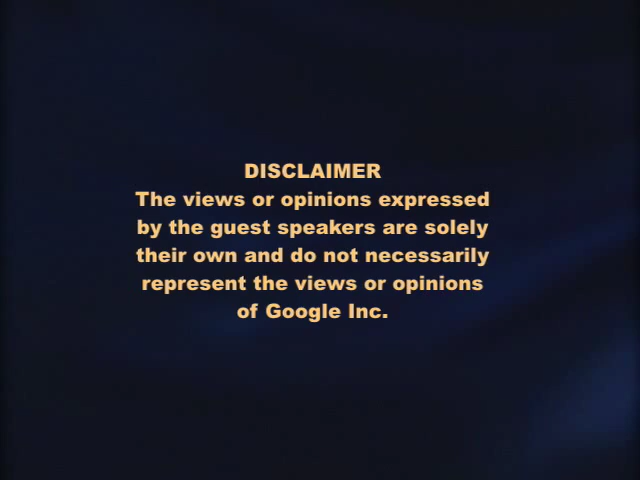 DISCLAIMER
The views or opinions expressed
by the guest speakers are solely
their own and do not necessarily
represent the views or opinions
of Google Inc.